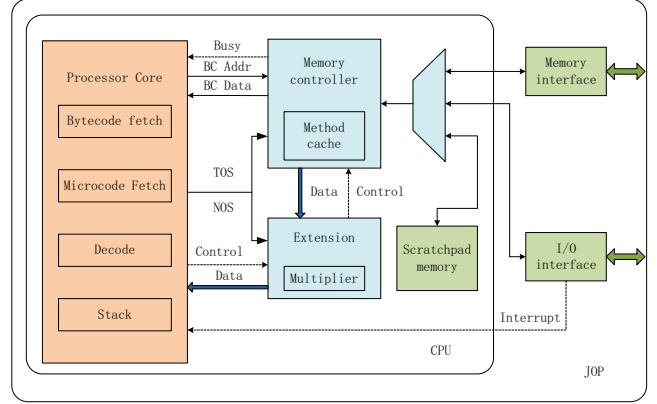 Processor Core
Bytecode fetch
Microcode Fetch
Decode
Stack
Busy
BC Addr
BC Data
TOS
NOS
Control
Data
Memory
controller
Method
cache
Data
Control
Extension
Multiplier
Scratchpad
memory
Memory
interface
I/O
interface
Interrupt
CPU
JOP